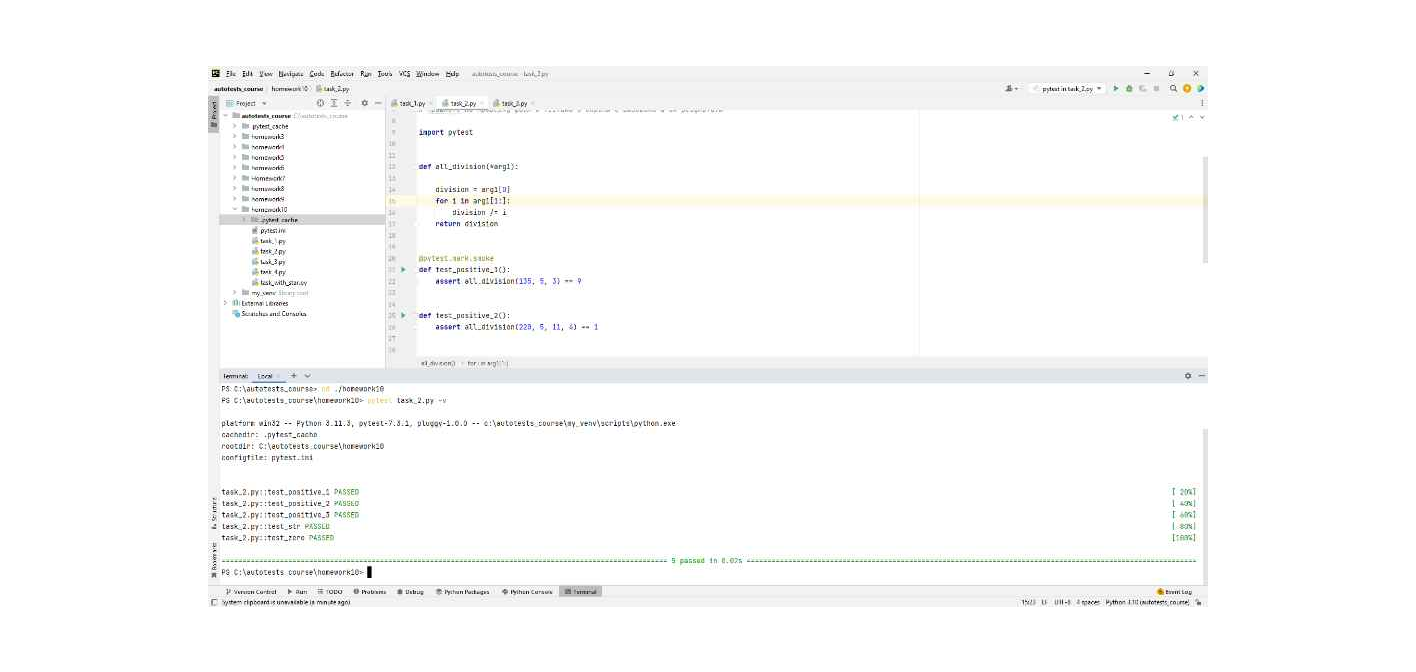 File Edit View Navigate Code Refactor Run Tools VCS Window Help autotests_course - task_2.py
autotests_course homework10 task_2.py
pytest in task_2.py
Project
Project
task_1.py task_2.py task_3.py
autotests_course C:\autotests_course
.pytest_cache
homework3
homework4
homework5
homework6
Homework7
homework8
homework9
homework10
.pytest_cache
pytest.ini
task_1.py
task_2.py
task_3.py
task_4.py
task_with_star.py
my_venv library root
External Libraries
Scratches and Consoles
1
8
9 import pytest
10
11
12 def all_division(*arg1):
13
14 division = arg1[0]
15 for i in arg1[1:]:
16 division /= i
17 return division
18
19
20 @pytest.mark.smoke
21 def test_positive_1():
22 assert all_division(135, 5, 3) == 9
23
24
25 def test_positive_2():
26 assert all_division(220, 5, 11, 4) == 1
27
28
all_division() for i in arg1[1:]
Terminal: Local
PS C:\autotests_course> cd ./homework10
PS C:\autotests_course\homework10> pytest task_2.py -v
platform win32 -- Python 3.11.3, pytest-7.3.1, pluggy-1.0.0 -- c:\autotests_course\my_venv\scripts\python.exe
cachedir: .pytest_cache
rootdir: C:\autotests_course\homework10
configfile: pytest.ini
task_2.py::test_positive_1 PASSED [ 20%]
task_2.py::test_positive_2 PASSED [ 40%]
task_2.py::test_positive_3 PASSED [ 60%]
task_2.py::test_str PASSED [ 80%]
task_2.py::test_zero PASSED [100%]
5 passed in 0.02s
PS C:\autotests_course\homework10>
Structure
Bookmarks
Version Control Run TODO Problems Debug Python Packages Python Console Terminal Event Log
System clipboard is unavailable (a minute ago) 15:23 LF UTF-8 4 spaces Python 3.10 (autotests_course)